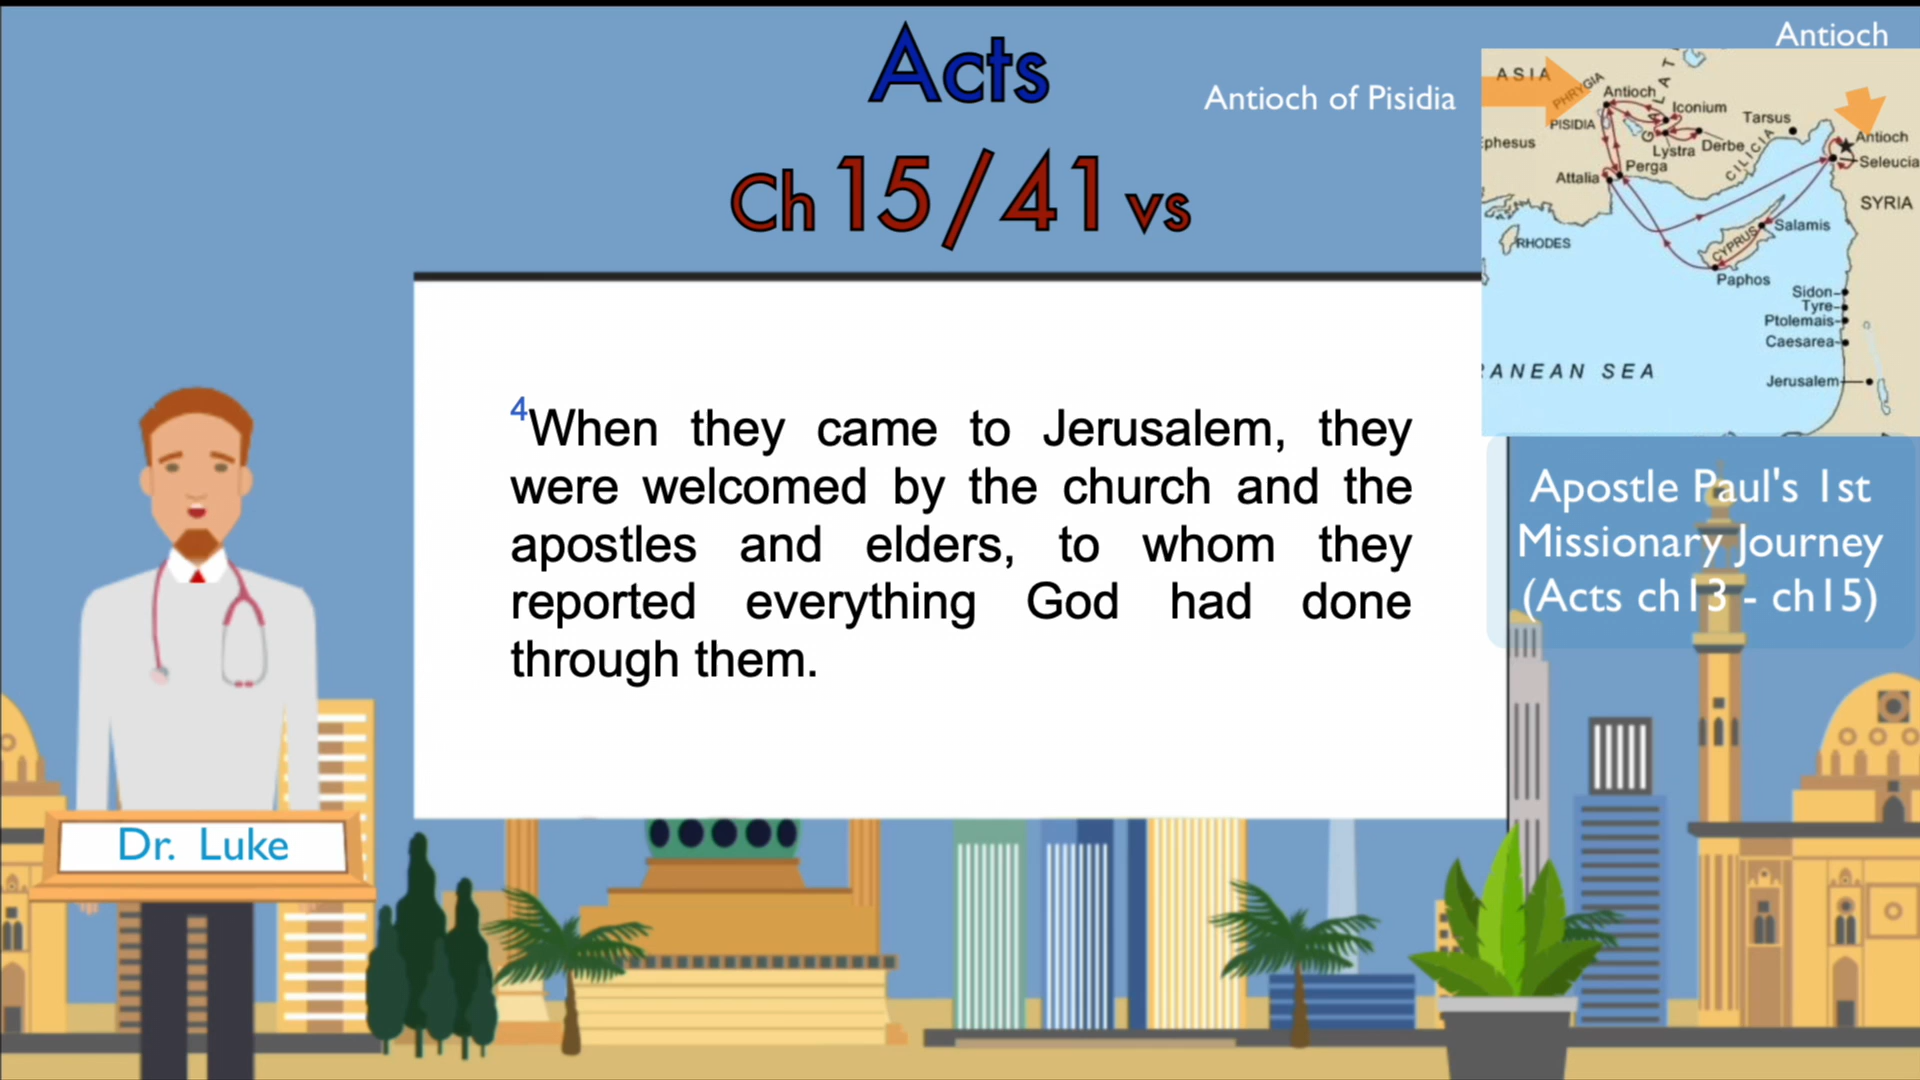 Acts
Ch 15/41 vs
Antioch of Pisidia
Antioch
ASIA
PHRYGIA
GALAT
Antioch
Iconium
PISIDIA
Tarsus
Antioch
phesus
Lystra
Derbe
CILICIA
Perga
Seleucia
Attalia
SYRIA
Salamis
RHODES
CYPRUS
Paphos
Sidon
Tyre
Ptolemais
Caesarea
ANEAN SEA
Jerusalem
4When they came to Jerusalem, they
were welcomed by the church and the
apostles and elders, to whom they
reported everything God had done
through them.
Apostle Paul's 1st
Missionary Journey
(Acts ch13 - ch15)
Dr. Luke